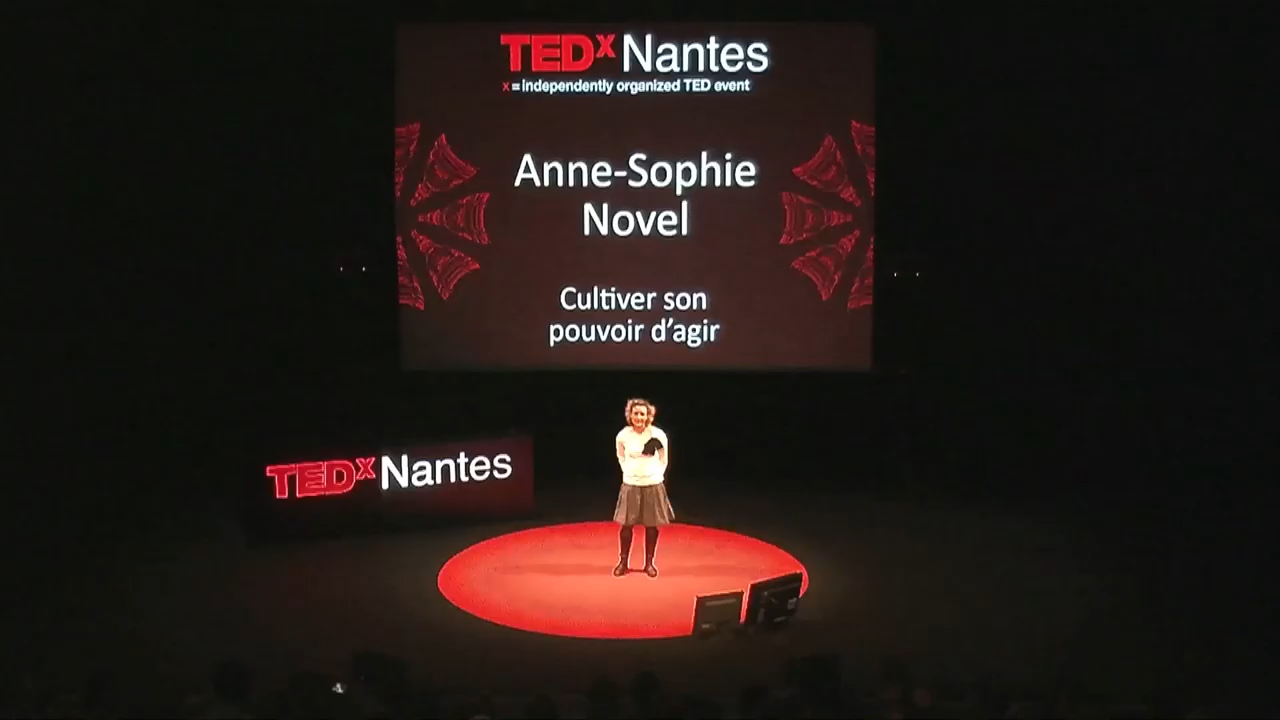 TEDxNantes
x = independently organized TED event
Anne-Sophie
Novel
Cultiver son
pouvoir d'agir
TEDxNantes